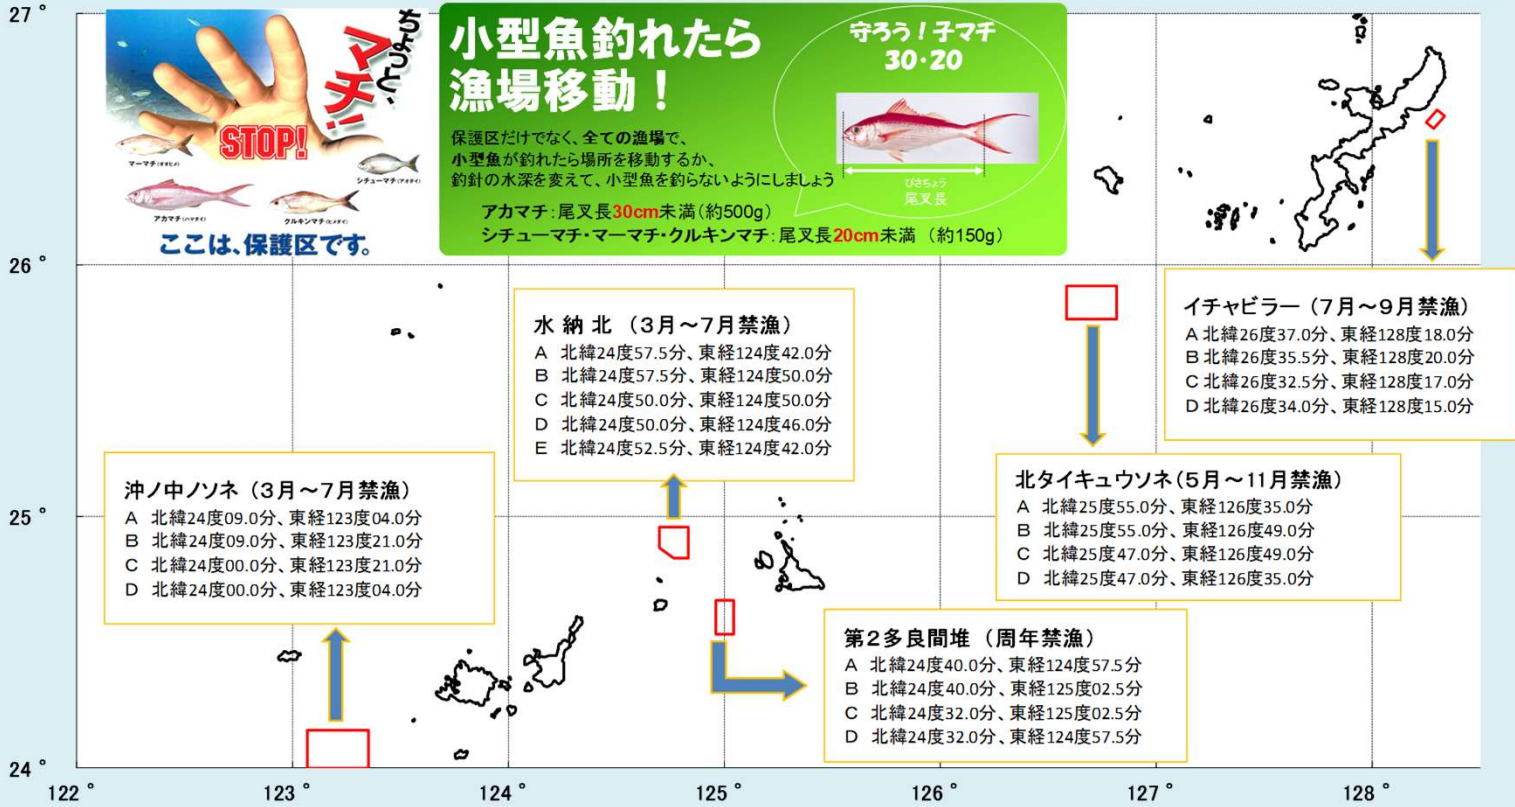 27°
26°
25°
24°
122°
123°
124°
125°
126°
127°
128°
ちょっと、
マチ!
STOP!
マーマチ(オオヒメ)
シチューマチ(アオダイ)
アカマチ(ハマダイ)
クルキンマチ(ヒメダイ)
ここは、保護区です。
小型魚釣れたら
漁場移動！
保護区だけでなく、全ての漁場で、
小型魚が釣れたら場所を移動するか、
釣針の水深を変えて、小型魚を釣らないようにしましょう
アカマチ：尾叉長30cm未満（約500g）
シチューマチ・マーマチ・クルキンマチ：尾叉長20cm未満 （約150g）
守ろう！子マチ
30・20
びさちょう
尾叉長
イチャビラー（7月～9月禁漁）
A 北緯26度37.0分、東経128度18.0分
B 北緯26度35.5分、東経128度20.0分
C 北緯26度32.5分、東経128度17.0分
D 北緯26度34.0分、東経128度15.0分
水納北 （3月～7月禁漁）
A 北緯24度57.5分、東経124度42.0分
B 北緯24度57.5分、東経124度50.0分
C 北緯24度50.0分、東経124度50.0分
D 北緯24度50.0分、東経124度46.0分
E 北緯24度52.5分、東経124度42.0分
沖ノ中ノソネ （3月～7月禁漁）
A 北緯24度09.0分、東経123度04.0分
B 北緯24度09.0分、東経123度21.0分
C 北緯24度00.0分、東経123度21.0分
D 北緯24度00.0分、東経123度04.0分
北タイキュウソネ（5月～11月禁漁）
A 北緯25度55.0分、東経126度35.0分
B 北緯25度55.0分、東経126度49.0分
C 北緯25度47.0分、東経126度49.0分
D 北緯25度47.0分、東経126度35.0分
第2多良間堆 （周年禁漁）
A 北緯24度40.0分、東経124度57.5分
B 北緯24度40.0分、東経125度02.5分
C 北緯24度32.0分、東経125度02.5分
D 北緯24度32.0分、東経124度57.5分